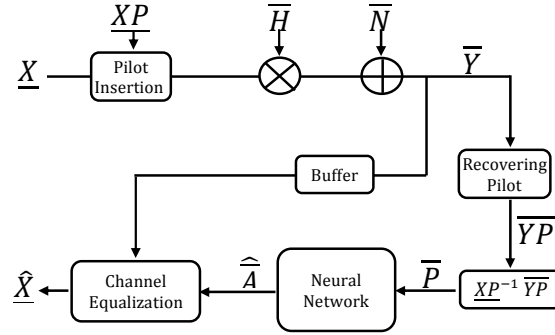 XP
H
N
X
Pilot
Insertion
Y
Buffer
Recovering
Pilot
YP
X̂
Channel
Equalization
Â
Neural
Network
P
XP⁻¹ YP